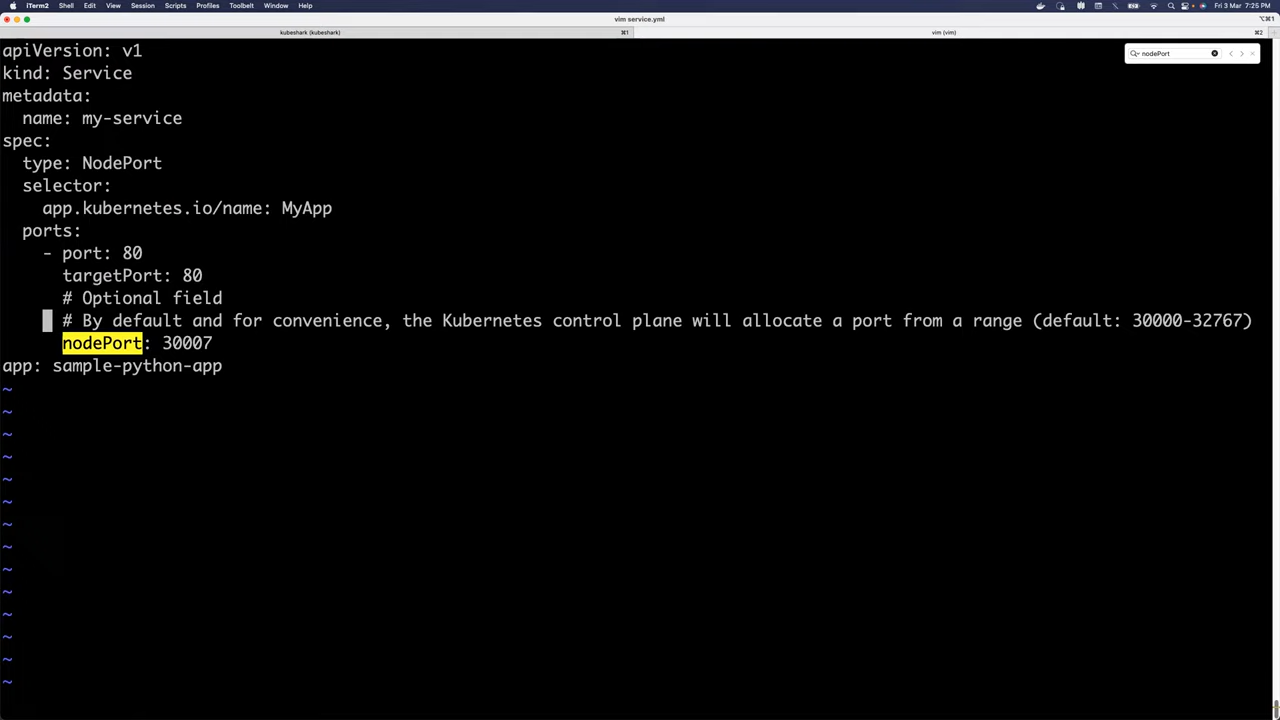 iTerm2 Shell Edit View Session Scripts Profiles Toolbelt Window Help Fri 3 Mar 7:25 PM
vim service.yml ⌥⌘1
kubeshark (kubeshark) ⌘1 vim (vim) ⌘2
nodePort
apiVersion: v1
kind: Service
metadata:
  name: my-service
spec:
  type: NodePort
  selector:
    app.kubernetes.io/name: MyApp
  ports:
    - port: 80
      targetPort: 80
      # Optional field
      # By default and for convenience, the Kubernetes control plane will allocate a port from a range (default: 30000-32767)
      nodePort: 30007
app: sample-python-app
~
~
~
~
~
~
~
~
~
~
~
~
~
~